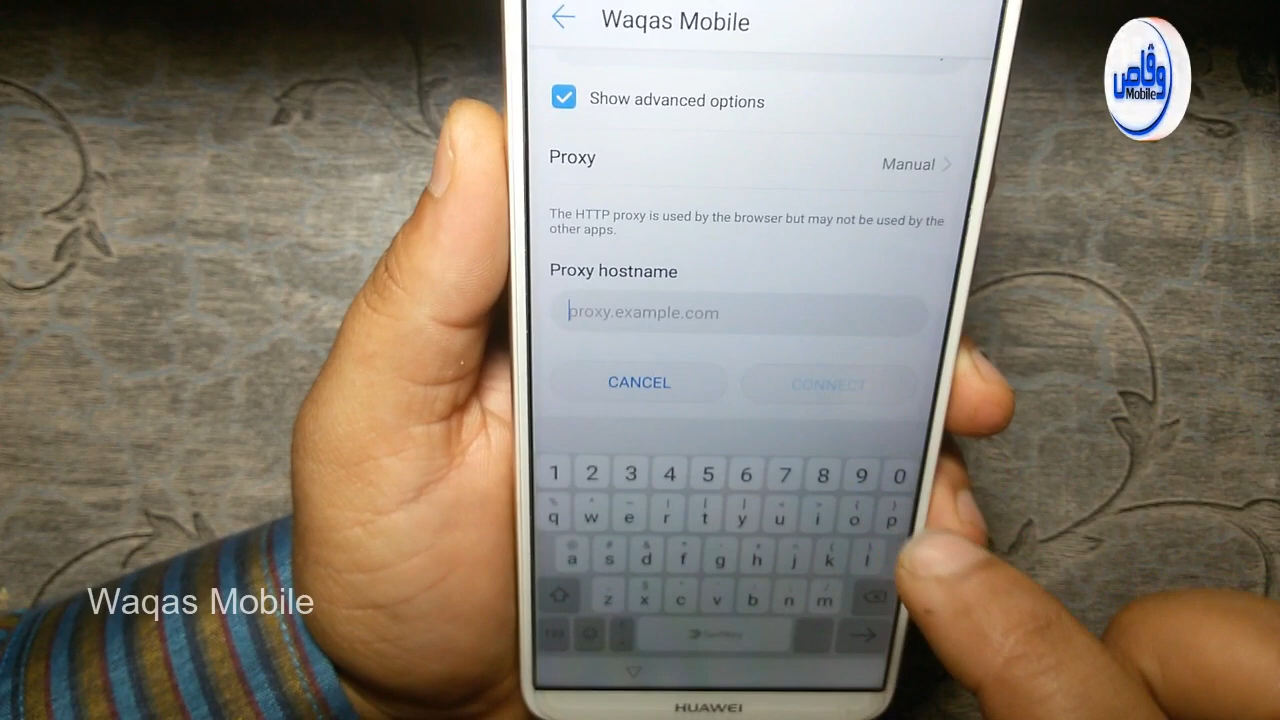 Waqas Mobile
وقاص
Mobile
Show advanced options
Proxy
Manual
The HTTP proxy is used by the browser but may not be used by the
other apps.
Proxy hostname
proxy.example.com
CANCEL
CONNECT
1 2 3 4 5 6 7 8 9 0
q w e r t y u i o p
a s d f g h j k l
z x c v b n m
HUAWEI
Waqas Mobile